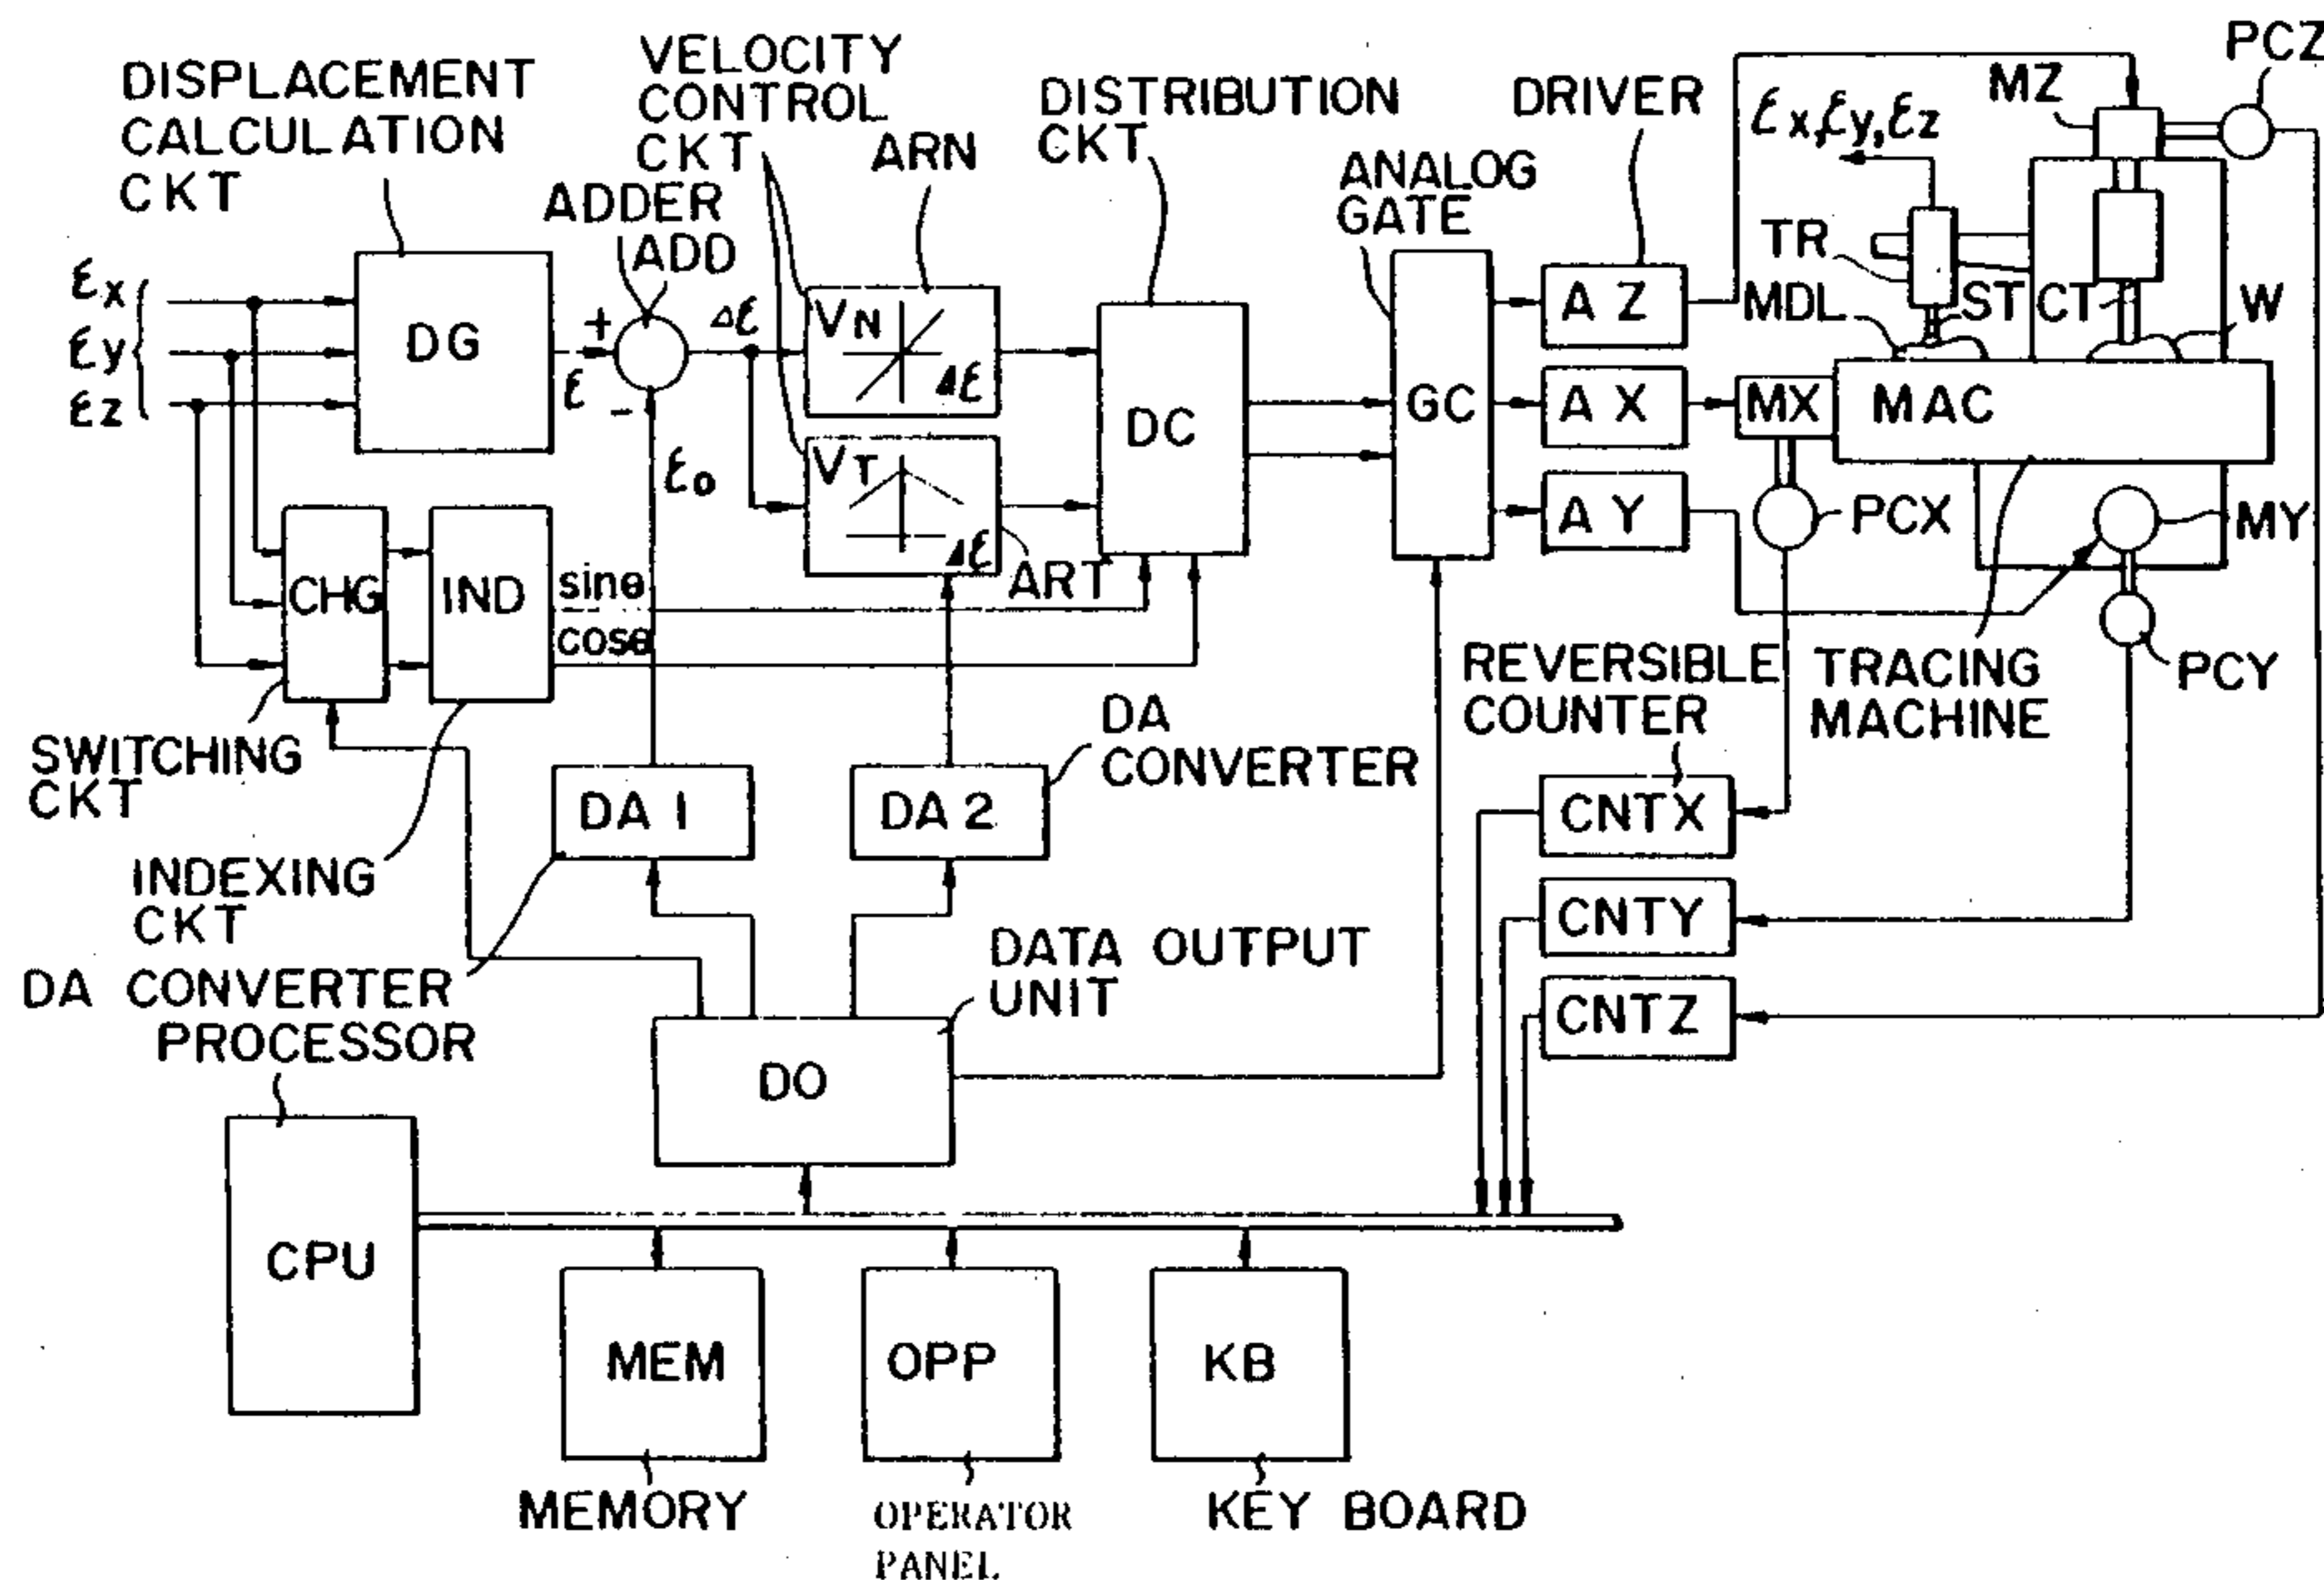 DISPLACEMENT
CALCULATION
CKT
VELOCITY
CONTROL
CKT
ARN
ADDER
ADD
DISTRIBUTION
CKT
ANALOG
GATE
DRIVER
MZ
PCZ
εx,εy,εz
TR
MDL
ST
CT
W
εx
εy
εz
DG
+
ε
-
Δε
VN
Δε
VT
Δε
ART
ε0
DC
GC
AZ
AX
AY
MX
MAC
PCX
MY
PCY
CHG
IND
sinθ
cosθ
SWITCHING
CKT
INDEXING
CKT
DA 1
DA 2
DA
CONVERTER
REVERSIBLE
COUNTER
TRACING
MACHINE
CNTX
CNTY
CNTZ
DA CONVERTER
PROCESSOR
DATA OUTPUT
UNIT
DO
CPU
MEM
OPP
KB
MEMORY
OPERATOR
PANEL
KEY BOARD